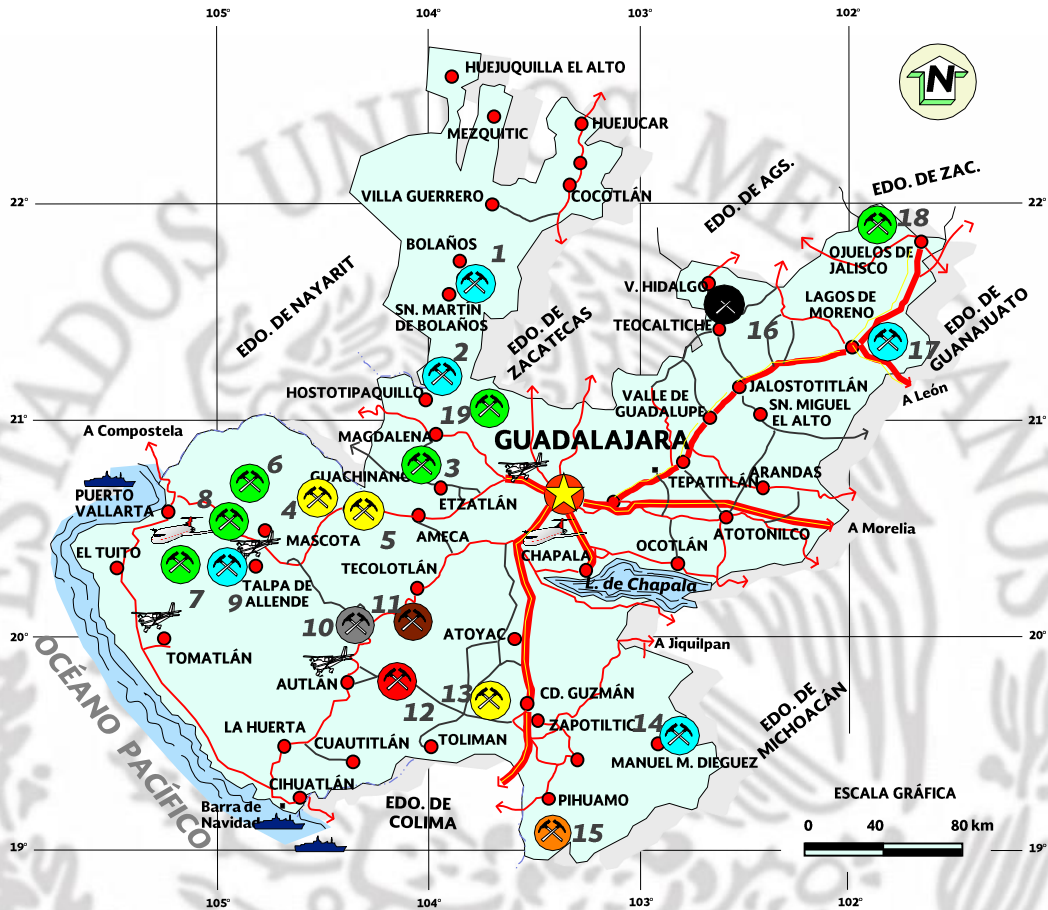 105°
104°
103°
102°
HUEJUQUILLA EL ALTO
N
MEZQUITIC
HUEJUCAR
EDO. DE AGS.
EDO. DE ZAC.
22°
22°
VILLA GUERRERO
COCOTLÁN
18
BOLAÑOS
1
OJUELOS DE
JALISCO
EDO. DE NAYARIT
V. HIDALGO
SN. MARTÍN
DE BOLAÑOS
LAGOS DE
MORENO
EDO. DE
GUANAJUATO
EDO. DE
ZACATECAS
TEOCALTICHE
16
17
2
HOSTOTIPAQUILLO
19
VALLE DE
GUADALUPE
JALOSTOTITLÁN
A León
SN. MIGUEL
EL ALTO
21°
21°
A Compostela
MAGDALENA
GUADALAJARA
6
GUACHINANGO
3
ARANDAS
TEPATITLÁN
PUERTO
VALLARTA
8
4
ETZATLÁN
5
MASCOTA
AMECA
A Morelia
ATOTONILCO
EL TUITO
CHAPALA
OCOTLÁN
TECOLOTLÁN
L. de Chapala
7
9
TALPA DE
ALLENDE
11
10
20°
20°
ATOYAC
A Jiquilpan
TOMATLÁN
OCÉANO PACÍFICO
AUTLÁN
12
13
CD. GUZMÁN
EDO. DE
MICHOACÁN
ZAPOTILTIC
14
LA HUERTA
CUAUTITLÁN
TOLIMAN
MANUEL M. DIEGUEZ
CIHUATLÁN
Barra de
Navidad
EDO. DE
COLIMA
PIHUAMO
ESCALA GRÁFICA
15
0 40 80 km
19°
19°
105°
104°
103°
102°
ESTADOS UNIDOS MEXICANOS